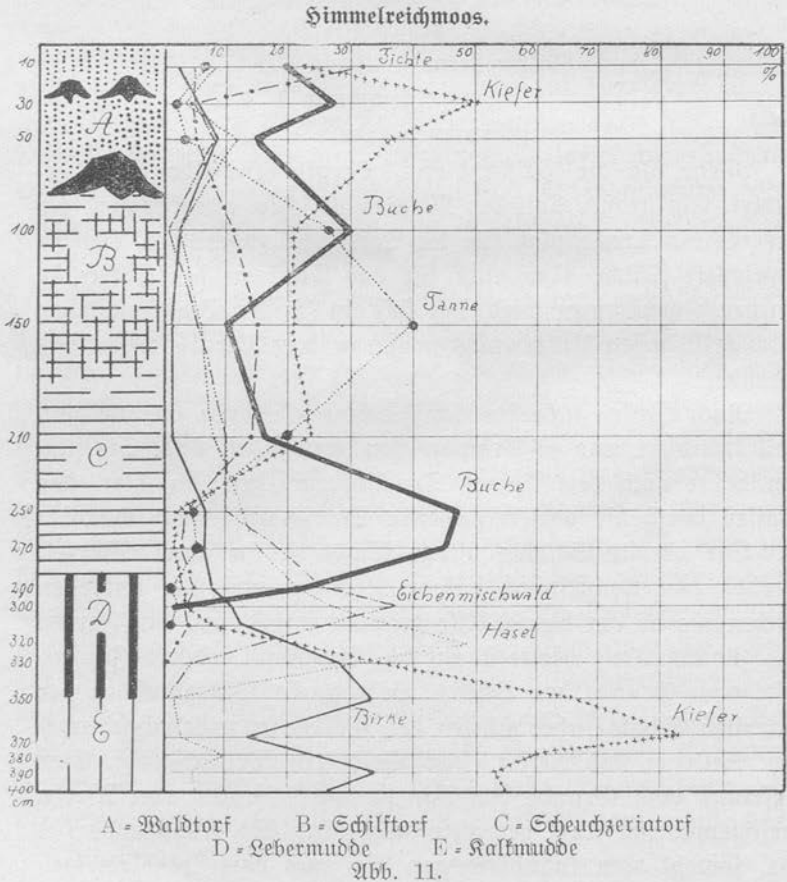 Himmelreichmoos.
10 20 30 40 50 60 70 80 90 100
%
10
Fichte
30
Kiefer
A
50
Buche
100
B
Tanne
150
210
C
Buche
250
270
290
Eichenmischwald
300
D
Hasel
310
330
350
Birke
Kiefer
E
370
380
390
400
cm
A = Waldtorf B = Schilftorf C = Scheuchzeriatorf
D = Lebermudde E = Kalkmudde
Abb. 11.